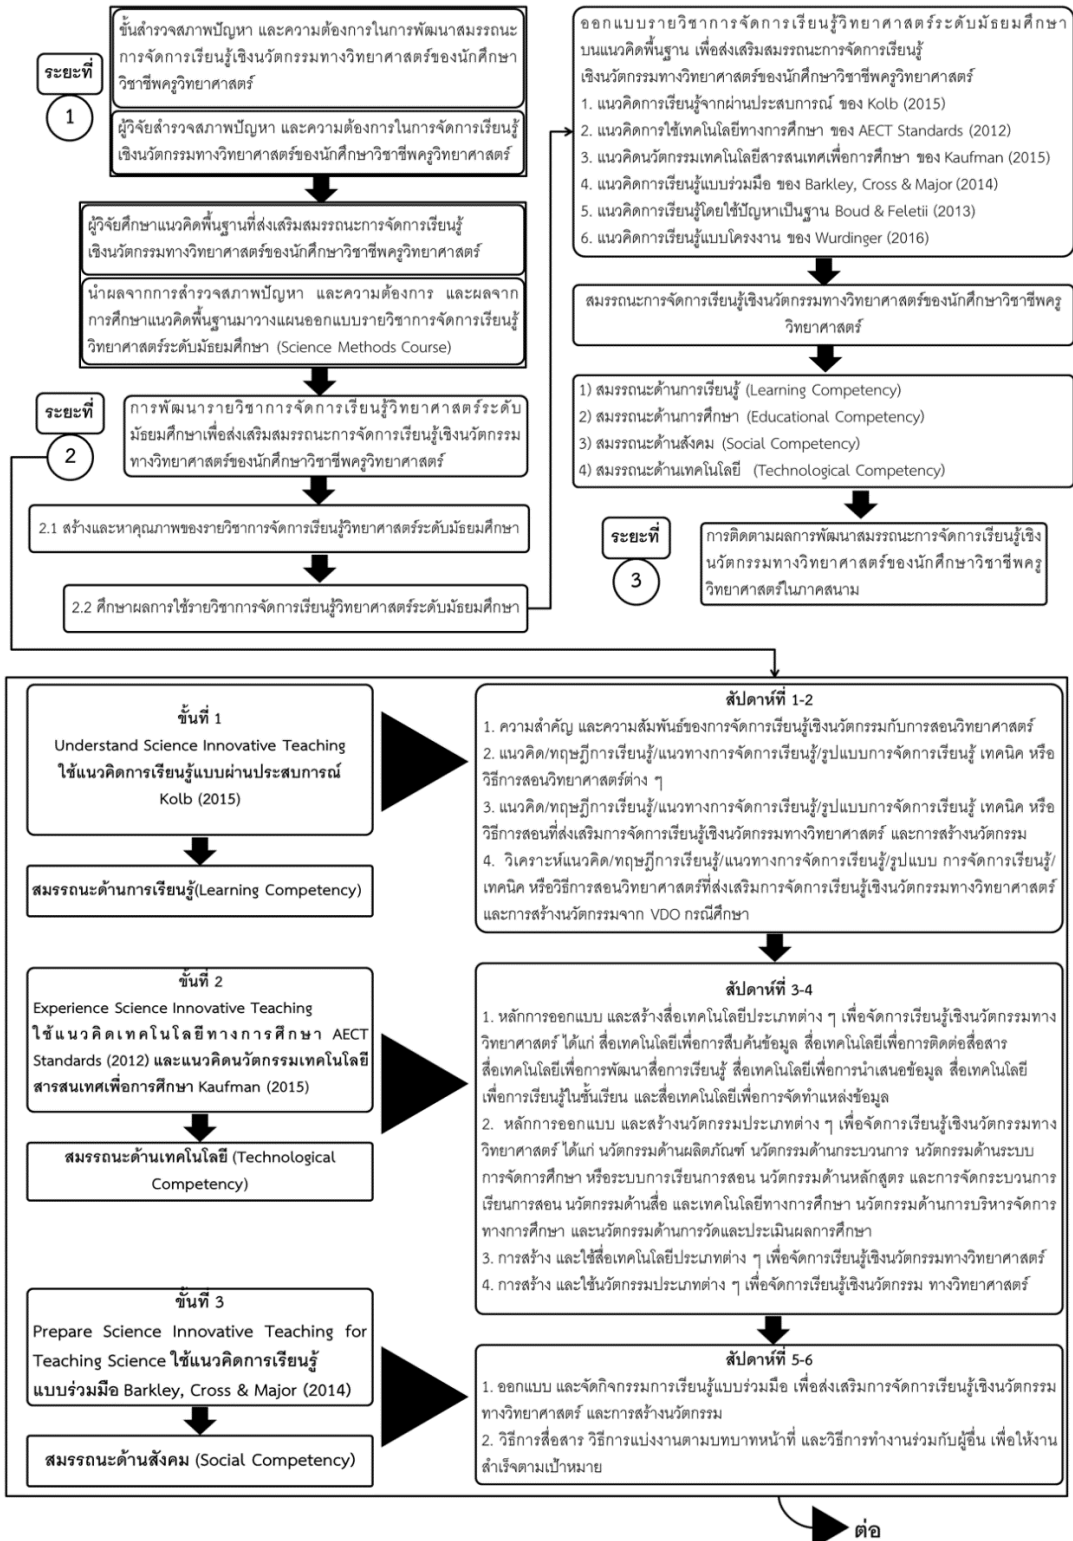 ระยะที่
1
ขั้นสำรวจสภาพปัญหา และความต้องการในการพัฒนาสมรรถนะ
การจัดการเรียนรู้เชิงนวัตกรรมทางวิทยาศาสตร์ของนักศึกษา
วิชาชีพครูวิทยาศาสตร์
ผู้วิจัยสำรวจสภาพปัญหา และความต้องการในการจัดการเรียนรู้
เชิงนวัตกรรมทางวิทยาศาสตร์ของนักศึกษาวิชาชีพครูวิทยาศาสตร์
ผู้วิจัยศึกษาแนวคิดพื้นฐานที่ส่งเสริมสมรรถนะการจัดการเรียนรู้
เชิงนวัตกรรมทางวิทยาศาสตร์ของนักศึกษาวิชาชีพครูวิทยาศาสตร์
นำผลจากการสำรวจสภาพปัญหา และความต้องการ และผลจาก
การศึกษาแนวคิดพื้นฐานมาวางแผนออกแบบรายวิชาการจัดการเรียนรู้
วิทยาศาสตร์ระดับมัธยมศึกษา (Science Methods Course)
ระยะที่
2
การพัฒนารายวิชาการจัดการเรียนรู้วิทยาศาสตร์ระดับ
มัธยมศึกษาเพื่อส่งเสริมสมรรถนะการจัดการเรียนรู้เชิงนวัตกรรม
ทางวิทยาศาสตร์ของนักศึกษาวิชาชีพครูวิทยาศาสตร์
2.1 สร้างและหาคุณภาพของรายวิชาการจัดการเรียนรู้วิทยาศาสตร์ระดับมัธยมศึกษา
2.2 ศึกษาผลการใช้รายวิชาการจัดการเรียนรู้วิทยาศาสตร์ระดับมัธยมศึกษา
ออกแบบรายวิชาการจัดการเรียนรู้วิทยาศาสตร์ระดับมัธยมศึกษา
บนแนวคิดพื้นฐาน เพื่อส่งเสริมสมรรถนะการจัดการเรียนรู้
เชิงนวัตกรรมทางวิทยาศาสตร์ของนักศึกษาวิชาชีพครูวิทยาศาสตร์
1. แนวคิดการเรียนรู้จากผ่านประสบการณ์ ของ Kolb (2015)
2. แนวคิดการใช้เทคโนโลยีทางการศึกษา ของ AECT Standards (2012)
3. แนวคิดนวัตกรรมเทคโนโลยีสารสนเทศเพื่อการศึกษา ของ Kaufman (2015)
4. แนวคิดการเรียนรู้แบบร่วมมือ ของ Barkley, Cross & Major (2014)
5. แนวคิดการเรียนรู้โดยใช้ปัญหาเป็นฐาน Boud & Feletii (2013)
6. แนวคิดการเรียนรู้แบบโครงงาน ของ Wurdinger (2016)
สมรรถนะการจัดการเรียนรู้เชิงนวัตกรรมทางวิทยาศาสตร์ของนักศึกษาวิชาชีพครู
วิทยาศาสตร์
1) สมรรถนะด้านการเรียนรู้ (Learning Competency)
2) สมรรถนะด้านการศึกษา (Educational Competency)
3) สมรรถนะด้านสังคม (Social Competency)
4) สมรรถนะด้านเทคโนโลยี (Technological Competency)
ระยะที่
3
การติดตามผลการพัฒนาสมรรถนะการจัดการเรียนรู้เชิง
นวัตกรรมทางวิทยาศาสตร์ของนักศึกษาวิชาชีพครู
วิทยาศาสตร์ในภาคสนาม
ขั้นที่ 1
Understand Science Innovative Teaching
ใช้แนวคิดการเรียนรู้แบบผ่านประสบการณ์
Kolb (2015)
สมรรถนะด้านการเรียนรู้(Learning Competency)
สัปดาห์ที่ 1-2
1. ความสำคัญ และความสัมพันธ์ของการจัดการเรียนรู้เชิงนวัตกรรมกับการสอนวิทยาศาสตร์
2. แนวคิด/ทฤษฎีการเรียนรู้/แนวทางการจัดการเรียนรู้/รูปแบบการจัดการเรียนรู้ เทคนิค หรือ
วิธีการสอนวิทยาศาสตร์ต่าง ๆ
3. แนวคิด/ทฤษฎีการเรียนรู้/แนวทางการจัดการเรียนรู้/รูปแบบการจัดการเรียนรู้ เทคนิค หรือ
วิธีการสอนที่ส่งเสริมการจัดการเรียนรู้เชิงนวัตกรรมทางวิทยาศาสตร์ และการสร้างนวัตกรรม
4. วิเคราะห์แนวคิด/ทฤษฎีการเรียนรู้/แนวทางการจัดการเรียนรู้/รูปแบบ การจัดการเรียนรู้/
เทคนิค หรือวิธีการสอนวิทยาศาสตร์ที่ส่งเสริมการจัดการเรียนรู้เชิงนวัตกรรมทางวิทยาศาสตร์
และการสร้างนวัตกรรมจาก VDO กรณีศึกษา
ขั้นที่ 2
Experience Science Innovative Teaching
ใช้แนวคิดเทคโนโลยีทางการศึกษา AECT
Standards (2012) และแนวคิดนวัตกรรมเทคโนโลยี
สารสนเทศเพื่อการศึกษา Kaufman (2015)
สมรรถนะด้านเทคโนโลยี (Technological
Competency)
สัปดาห์ที่ 3-4
1. หลักการออกแบบ และสร้างสื่อเทคโนโลยีประเภทต่าง ๆ เพื่อจัดการเรียนรู้เชิงนวัตกรรมทาง
วิทยาศาสตร์ ได้แก่ สื่อเทคโนโลยีเพื่อการสืบค้นข้อมูล สื่อเทคโนโลยีเพื่อการติดต่อสื่อสาร
สื่อเทคโนโลยีเพื่อการพัฒนาสื่อการเรียนรู้ สื่อเทคโนโลยีเพื่อการนำเสนอข้อมูล สื่อเทคโนโลยี
เพื่อการเรียนรู้ในชั้นเรียน และสื่อเทคโนโลยีเพื่อการจัดทำแหล่งข้อมูล
2. หลักการออกแบบ และสร้างนวัตกรรมประเภทต่าง ๆ เพื่อจัดการเรียนรู้เชิงนวัตกรรมทาง
วิทยาศาสตร์ ได้แก่ นวัตกรรมด้านผลิตภัณฑ์ นวัตกรรมด้านกระบวนการ นวัตกรรมด้านระบบ
การจัดการศึกษา หรือระบบการเรียนการสอน นวัตกรรมด้านหลักสูตร และการจัดกระบวนการ
เรียนการสอน นวัตกรรมด้านสื่อ และเทคโนโลยีทางการศึกษา นวัตกรรมด้านการบริหารจัดการ
ทางการศึกษา และนวัตกรรมด้านการวัดและประเมินผลการศึกษา
3. การสร้าง และใช้สื่อเทคโนโลยีประเภทต่าง ๆ เพื่อจัดการเรียนรู้เชิงนวัตกรรมทางวิทยาศาสตร์
4. การสร้าง และใช้นวัตกรรมประเภทต่าง ๆ เพื่อจัดการเรียนรู้เชิงนวัตกรรม ทางวิทยาศาสตร์
ขั้นที่ 3
Prepare Science Innovative Teaching for
Teaching Science ใช้แนวคิดการเรียนรู้
แบบร่วมมือ Barkley, Cross & Major (2014)
สมรรถนะด้านสังคม (Social Competency)
สัปดาห์ที่ 5-6
1. ออกแบบ และจัดกิจกรรมการเรียนรู้แบบร่วมมือ เพื่อส่งเสริมการจัดการเรียนรู้เชิงนวัตกรรม
ทางวิทยาศาสตร์ และการสร้างนวัตกรรม
2. วิธีการสื่อสาร วิธีการแบ่งงานตามบทบาทหน้าที่ และวิธีการทำงานร่วมกับผู้อื่น เพื่อให้งาน
สำเร็จตามเป้าหมาย
ต่อ